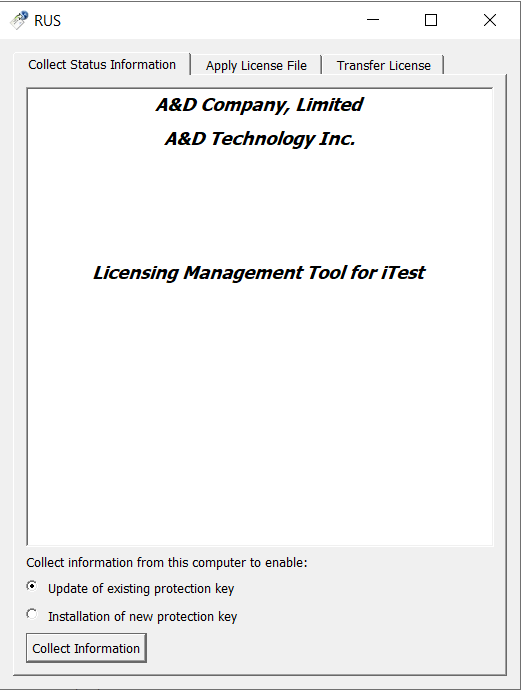 RUS
Collect Status Information
Apply License File
Transfer License
A&D Company, Limited
A&D Technology Inc.
Licensing Management Tool for iTest
Collect information from this computer to enable:
Update of existing protection key
Installation of new protection key
Collect Information